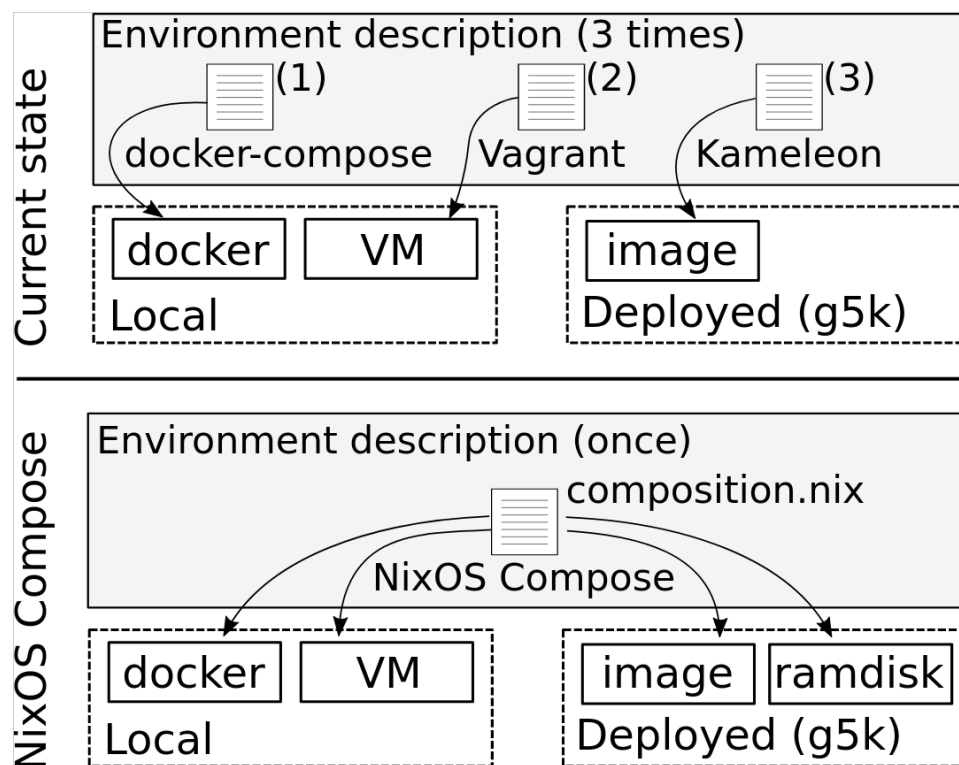 Current state
Environment description (3 times)
(1)
(2)
(3)
docker-compose
Vagrant
Kameleon
docker
VM
image
Local
Deployed (g5k)
NixOS Compose
Environment description (once)
composition.nix
NixOS Compose
docker
VM
image
ramdisk
Local
Deployed (g5k)